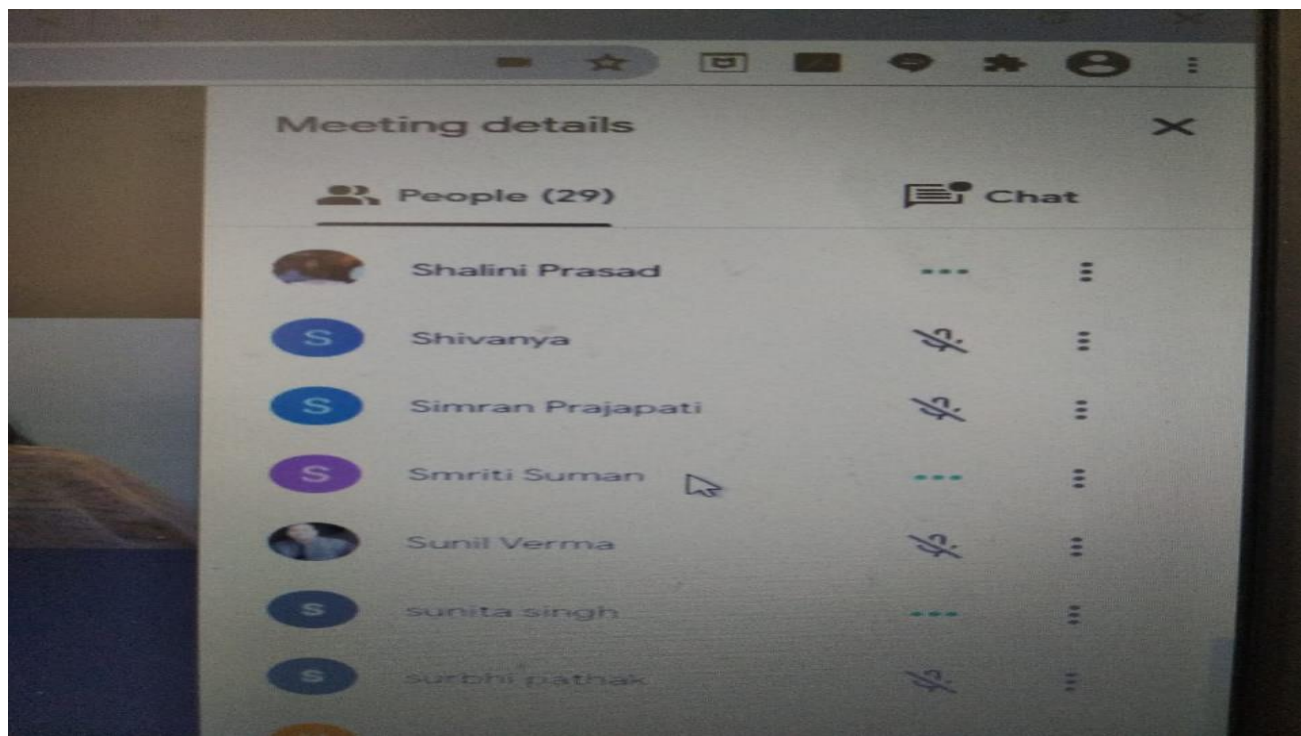 Meeting details
People (29)
Chat
Shalini Prasad
S
Shivanya
S
Simran Prajapati
S
Smriti Suman
Sunil Verma
S
sunita singh
S
surbhi pathak